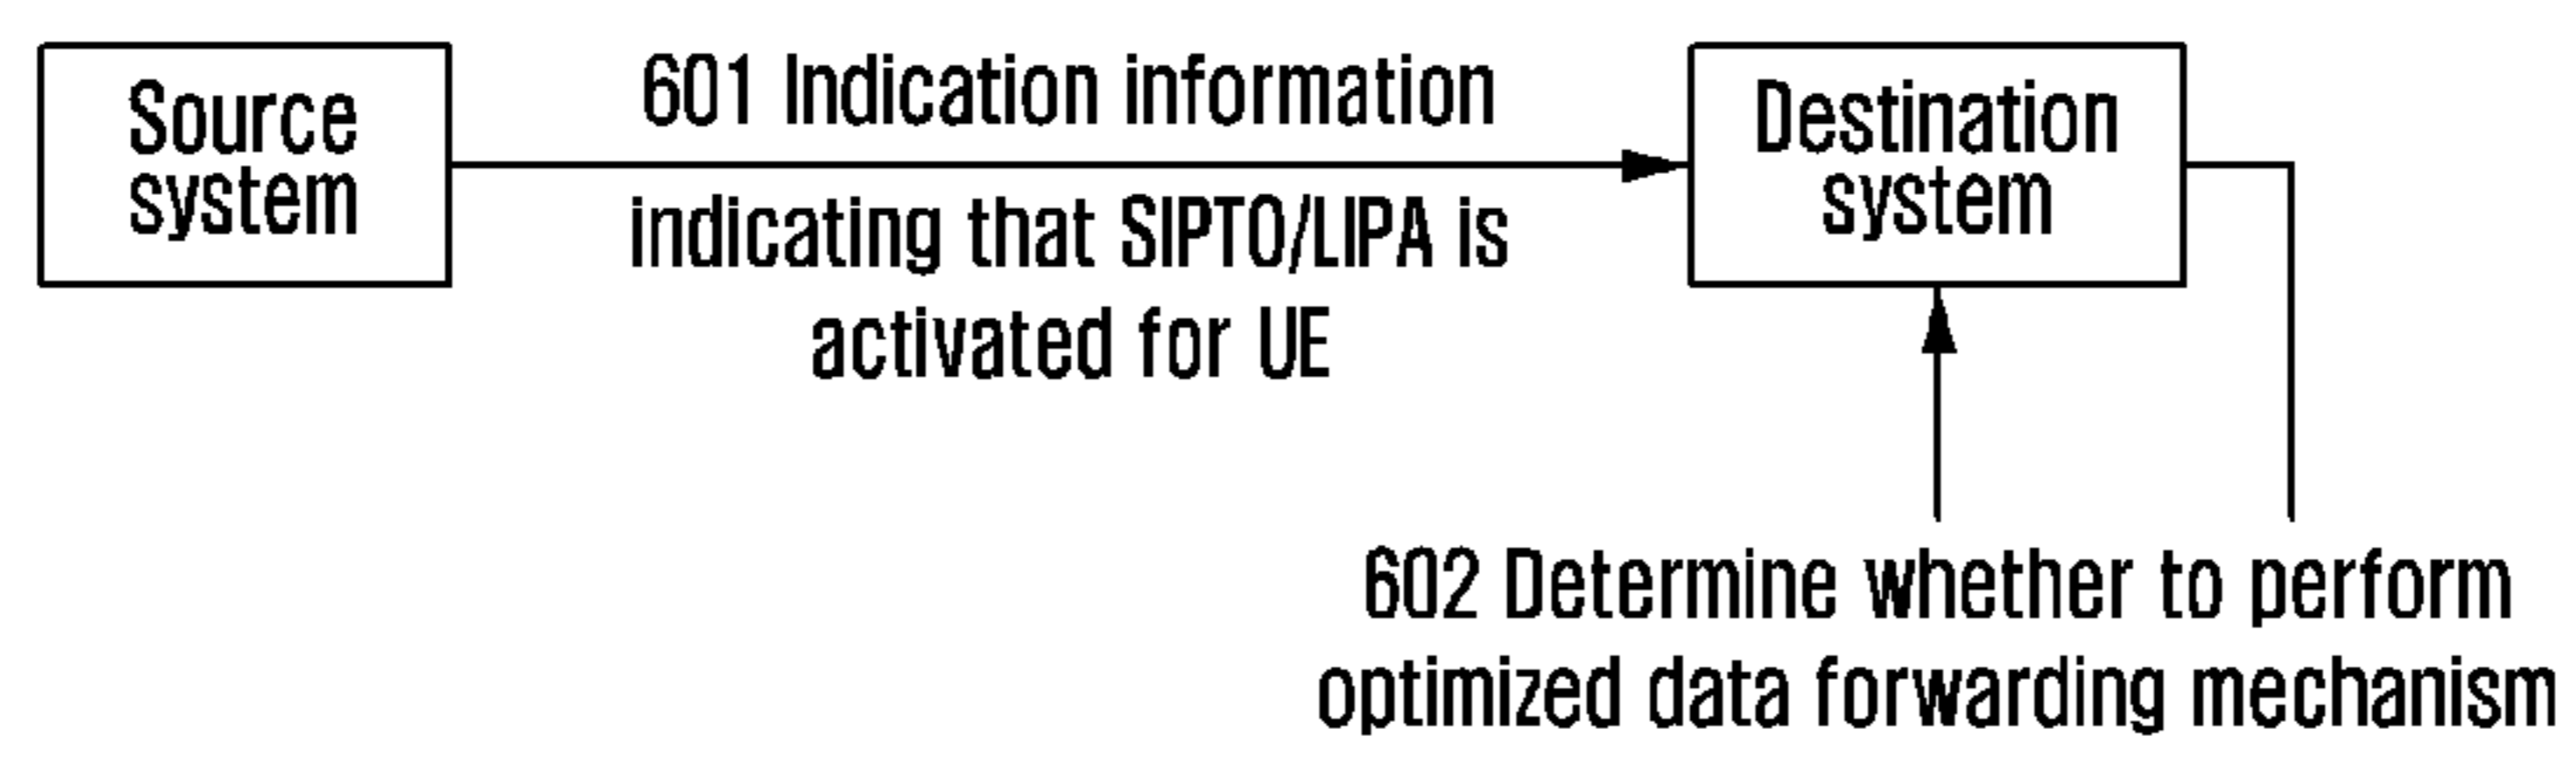 Source
system
601 Indication information
indicating that SIPTO/LIPA is
activated for UE
Destination
system
602 Determine whether to perform
optimized data forwarding mechanism